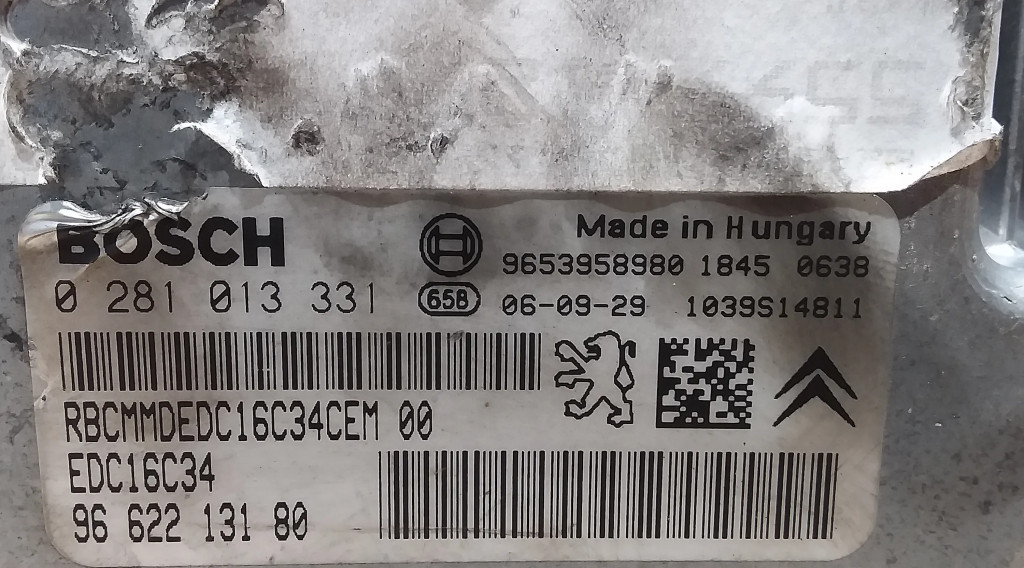 BOSCH
Made in Hungary
9653958980 1845 0638
0 281 013 331
658
06-09-29 1039S14811
RBCMMDEDC16C34CEM 00
EDC16C34
96 622 131 80